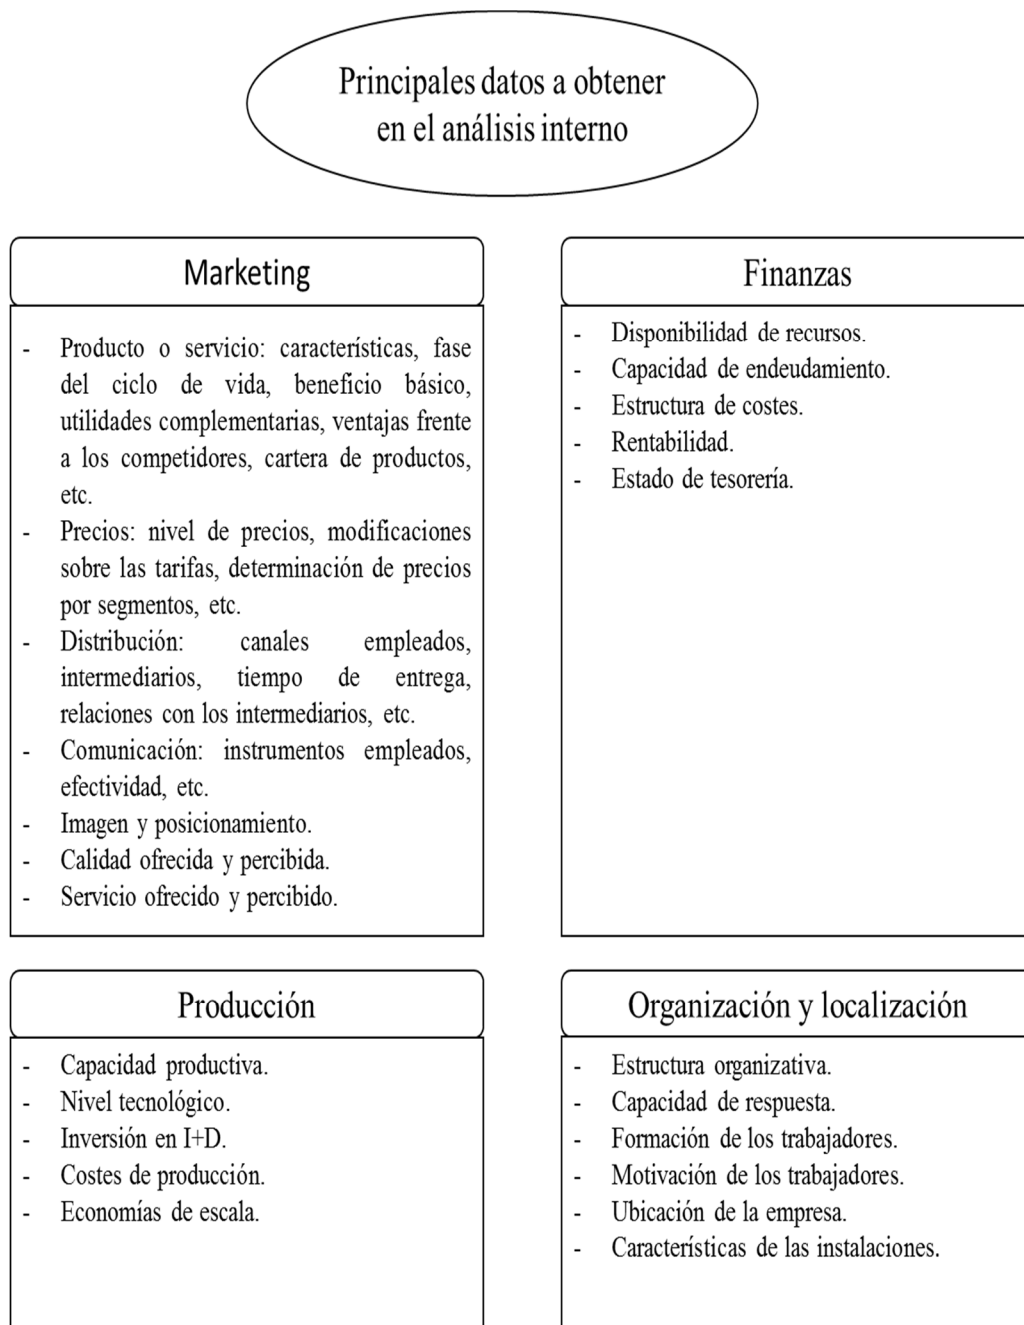 Principales datos a obtener
en el análisis interno
Marketing
- Producto o servicio: características, fase
del ciclo de vida, beneficio básico,
utilidades complementarias, ventajas frente
a los competidores, cartera de productos,
etc.
- Precios: nivel de precios, modificaciones
sobre las tarifas, determinación de precios
por segmentos, etc.
- Distribución: canales empleados,
intermediarios, tiempo de entrega,
relaciones con los intermediarios, etc.
- Comunicación: instrumentos empleados,
efectividad, etc.
- Imagen y posicionamiento.
- Calidad ofrecida y percibida.
- Servicio ofrecido y percibido.
Finanzas
- Disponibilidad de recursos.
- Capacidad de endeudamiento.
- Estructura de costes.
- Rentabilidad.
- Estado de tesorería.
Producción
- Capacidad productiva.
- Nivel tecnológico.
- Inversión en I+D.
- Costes de producción.
- Economías de escala.
Organización y localización
- Estructura organizativa.
- Capacidad de respuesta.
- Formación de los trabajadores.
- Motivación de los trabajadores.
- Ubicación de la empresa.
- Características de las instalaciones.